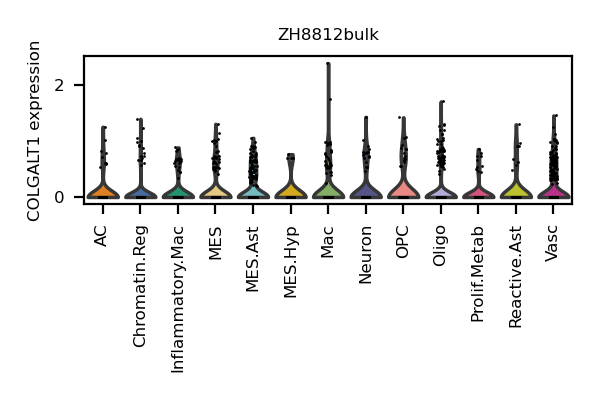 ZH8812bulk
COLGALT1 expression
2
0
AC
Chromatin.Reg
Inflammatory.Mac
MES
MES.Ast
MES.Hyp
Mac
Neuron
OPC
Oligo
Prolif.Metab
Reactive.Ast
Vasc